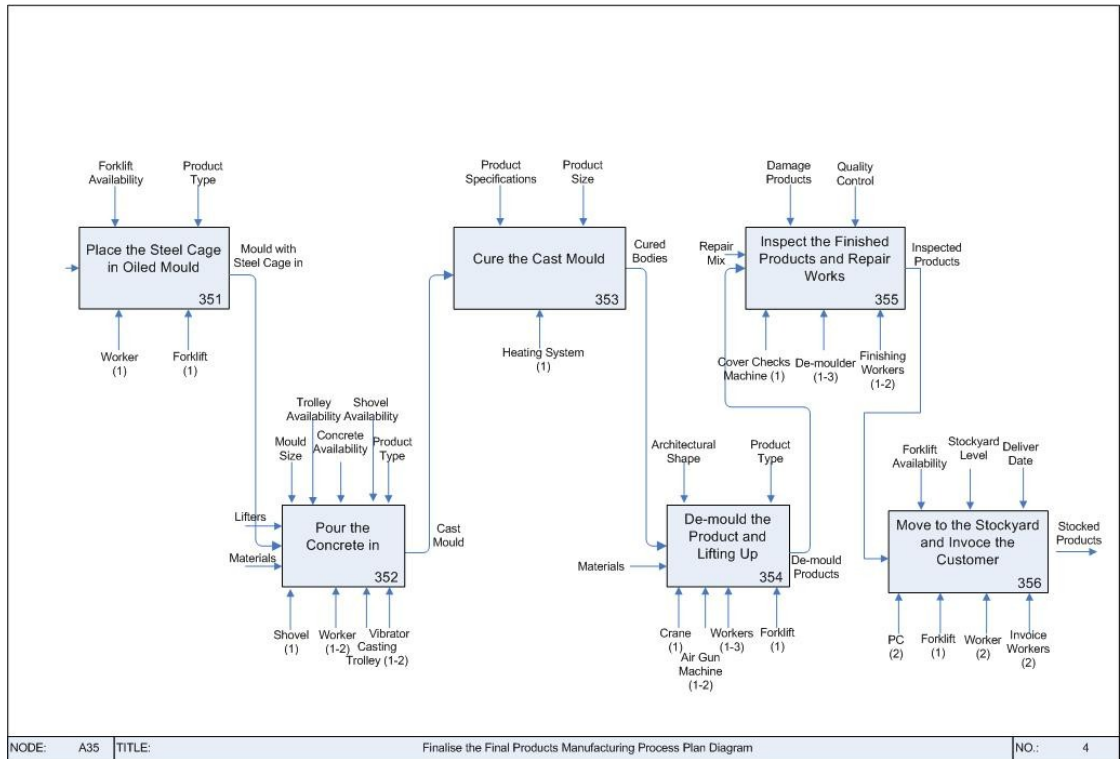 Forklift
Availability
Product
Type
Place the Steel Cage
in Oiled Mould
351
Mould with
Steel Cage in
Worker
(1)
Forklift
(1)
Trolley
Availability
Shovel
Availability
Mould
Size
Concrete
Availability
Product
Type
Lifters
Materials
Pour the
Concrete in
352
Cast
Mould
Shovel
(1)
Worker
(1-2)
Casting
Trolley
Vibrator
(1-2)
Product
Specifications
Product
Size
Cure the Cast Mould
353
Cured
Bodies
Heating System
(1)
Architectural
Shape
Product
Type
Materials
De-mould the
Product and
Lifting Up
354
De-mould
Products
Crane
(1)
Air Gun
Machine
(1-2)
Workers
(1-3)
Forklift
(1)
Damage
Products
Quality
Control
Repair
Mix
Inspect the Finished
Products and Repair
Works
355
Inspected
Products
Cover Checks
Machine (1)
De-moulder
(1-3)
Finishing
Workers
(1-2)
Forklift
Availability
Stockyard
Level
Deliver
Date
Move to the Stockyard
and Invoce the
Customer
356
Stocked
Products
PC
(2)
Forklift
(1)
Worker
(2)
Invoice
Workers
(2)
NODE: A35 TITLE: Finalise the Final Products Manufacturing Process Plan Diagram NO.: 4